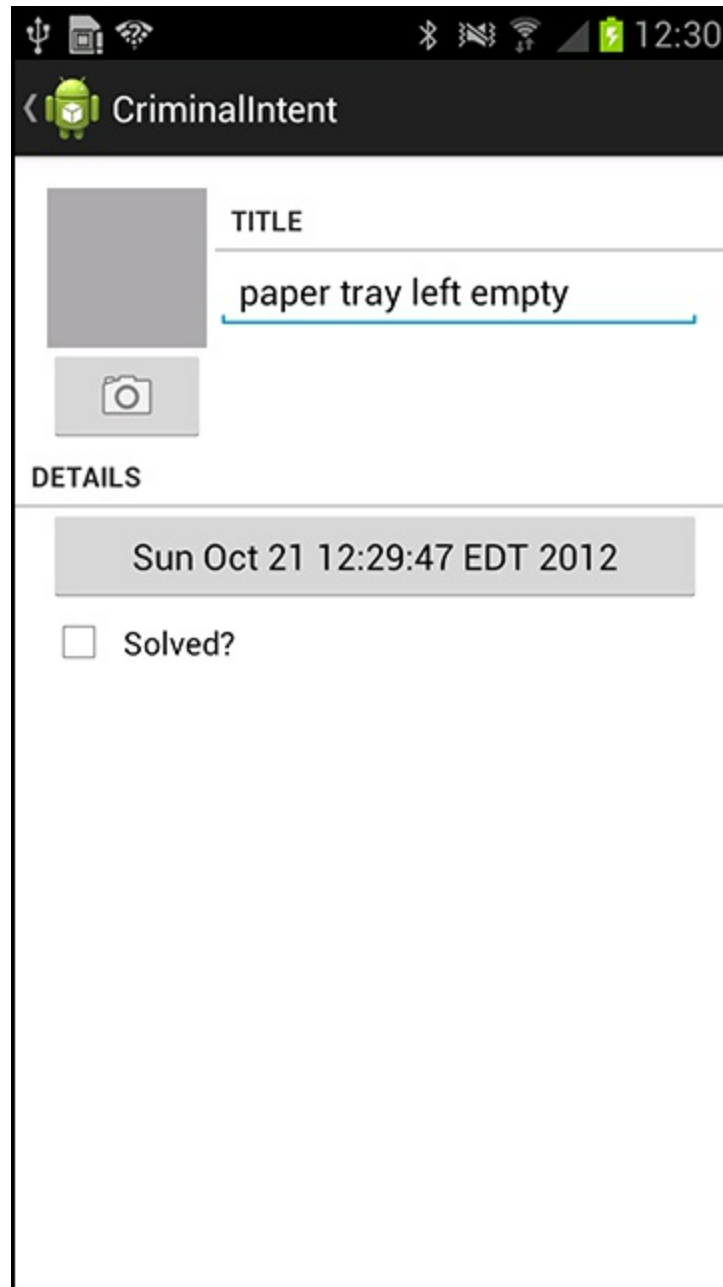 12:30
CriminalIntent
TITLE
paper tray left empty
DETAILS
Sun Oct 21 12:29:47 EDT 2012
Solved?